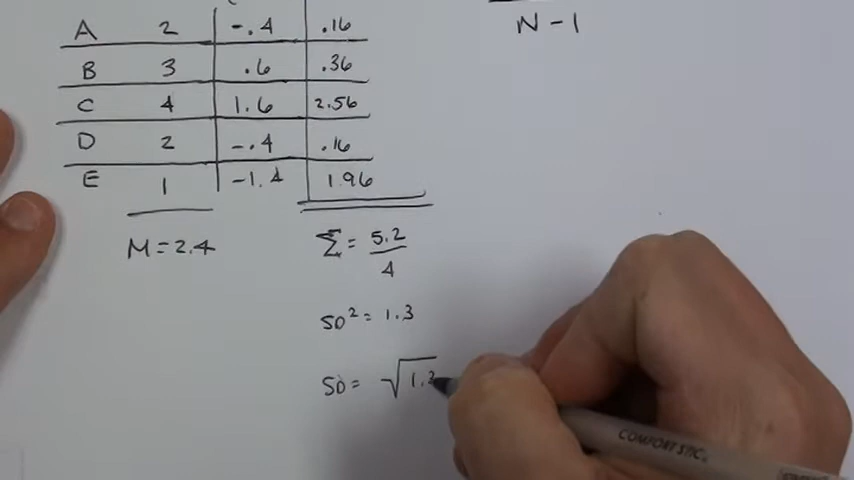 A 2 -.4 .16
N - 1
B 3 .6 .36
C 4 1.6 2.56
D 2 -.4 .16
E 1 -1.4 1.96
M = 2.4
Σ = 5.2
4
SD² = 1.3
SD = √1.3
COMFORT STIC